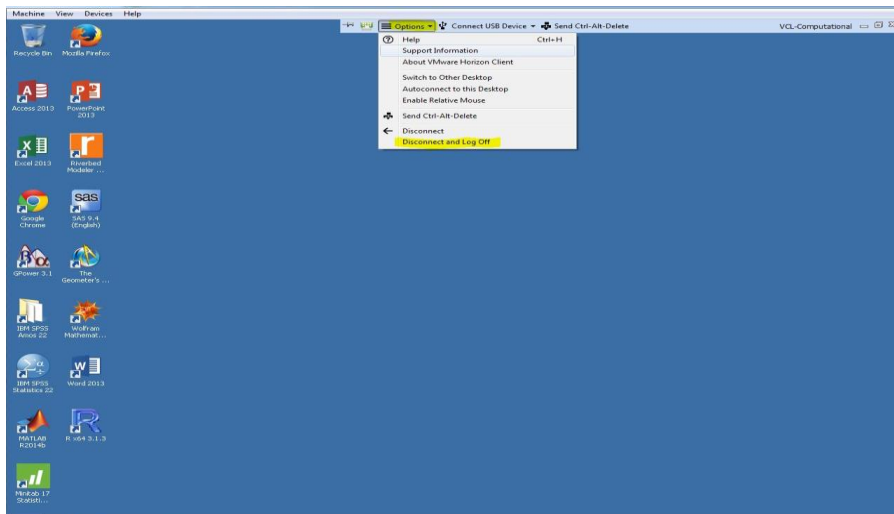 Machine View Devices Help
Options Connect USB Device Send Ctrl-Alt-Delete VCL-Computational
Help Ctrl+H
Support Information
About VMware Horizon Client
Switch to Other Desktop
Autoconnect to this Desktop
Enable Relative Mouse
Send Ctrl-Alt-Delete
Disconnect
Disconnect and Log Off
Recycle Bin
Mozilla Firefox
Access 2013
PowerPoint
2013
Excel 2013
Riverbed
Modeler ...
Google
Chrome
sas
SAS 9.4
(English)
GPower 3.1
The
Geometer's ...
IBM SPSS
Amos 22
Wolfram
Mathemat...
IBM SPSS
Statistics 22
Word 2013
MATLAB
R2014b
R x64 3.1.3
Minitab 17
Statisti...